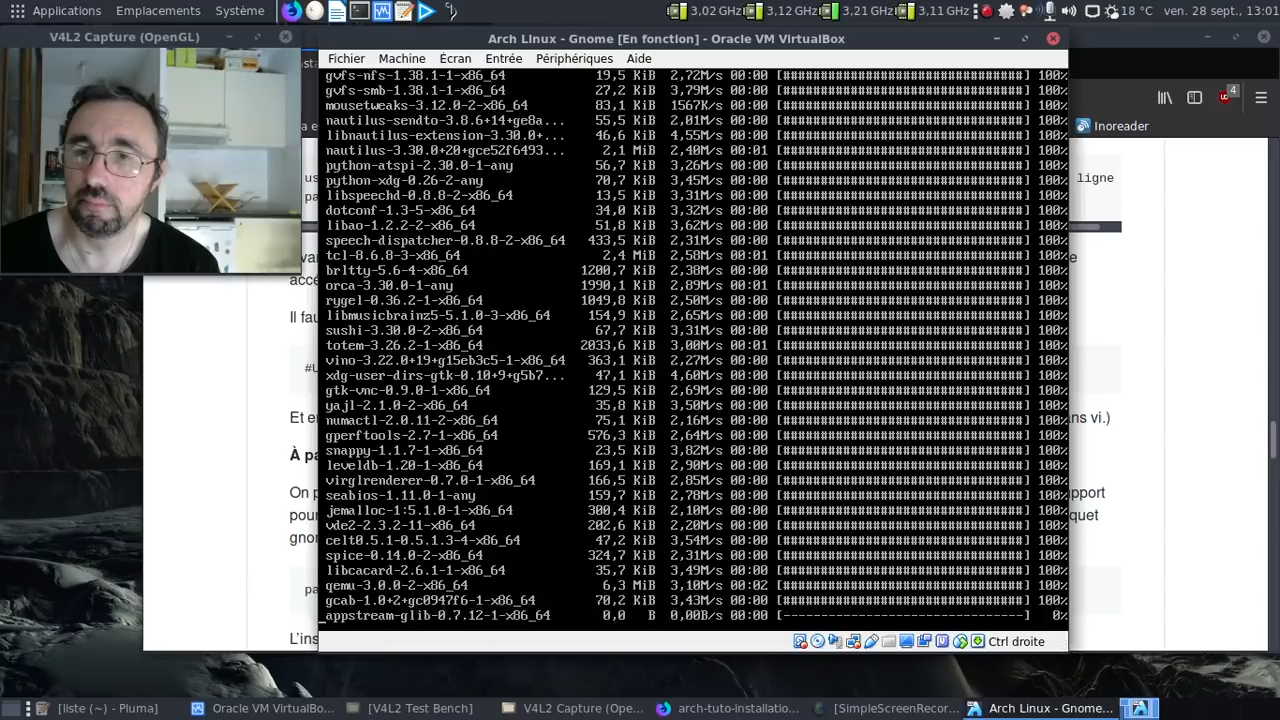 Applications Emplacements Système
3,02 GHz 3,12 GHz 3,21 GHz 3,11 GHz 18 °C ven. 28 sept., 13:01
V4L2 Capture (OpenGL)
Arch Linux - Gnome [En fonction] - Oracle VM VirtualBox
Fichier Machine Écran Entrée Périphériques Aide
gvfs-nfs-1.38.1-1-x86_64 19,5 KiB 2,72M/s 00:00 [################################] 100%
gvfs-smb-1.38.1-1-x86_64 27,2 KiB 3,79M/s 00:00 [################################] 100%
mousetweaks-3.12.0-2-x86_64 83,1 KiB 1567K/s 00:00 [################################] 100%
nautilus-sendto-3.8.6+14+ge8a... 55,5 KiB 2,01M/s 00:00 [################################] 100%
libnautilus-extension-3.30.0+... 46,6 KiB 4,55M/s 00:00 [################################] 100%
nautilus-3.30.0+20+gce52f6493... 2,1 MiB 2,40M/s 00:01 [################################] 100%
python-atspi-2.30.0-1-any 56,7 KiB 3,26M/s 00:00 [################################] 100%
python-xdg-0.26-2-any 70,7 KiB 3,45M/s 00:00 [################################] 100%
libspeechd-0.8.8-2-x86_64 13,5 KiB 3,31M/s 00:00 [################################] 100%
dotconf-1.3-5-x86_64 34,0 KiB 3,32M/s 00:00 [################################] 100%
libao-1.2.2-2-x86_64 51,8 KiB 3,62M/s 00:00 [################################] 100%
speech-dispatcher-0.8.8-2-x86_64 433,5 KiB 2,31M/s 00:00 [################################] 100%
tcl-8.6.8-3-x86_64 2,4 MiB 2,58M/s 00:01 [################################] 100%
brltty-5.6-4-x86_64 1200,7 KiB 2,38M/s 00:00 [################################] 100%
orca-3.30.0-1-any 1990,1 KiB 2,89M/s 00:01 [################################] 100%
rygel-0.36.2-1-x86_64 1049,8 KiB 2,50M/s 00:00 [################################] 100%
libmusicbrainz5-5.1.0-3-x86_64 154,9 KiB 2,65M/s 00:00 [################################] 100%
sushi-3.30.0-2-x86_64 67,7 KiB 3,31M/s 00:00 [################################] 100%
totem-3.26.2-1-x86_64 2033,6 KiB 3,00M/s 00:01 [################################] 100%
vino-3.22.0+19+g15eb3c5-1-x86_64 363,1 KiB 2,27M/s 00:00 [################################] 100%
xdg-user-dirs-gtk-0.10+9+g5b7... 47,1 KiB 4,60M/s 00:00 [################################] 100%
gtk-vnc-0.9.0-1-x86_64 129,5 KiB 2,69M/s 00:00 [################################] 100%
yajl-2.1.0-2-x86_64 35,8 KiB 3,50M/s 00:00 [################################] 100%
numactl-2.0.11-2-x86_64 75,1 KiB 2,16M/s 00:00 [################################] 100%
gperftools-2.7-1-x86_64 576,3 KiB 2,64M/s 00:00 [################################] 100%
snappy-1.1.7-1-x86_64 23,5 KiB 3,82M/s 00:00 [################################] 100%
leveldb-1.20-1-x86_64 169,1 KiB 2,90M/s 00:00 [################################] 100%
virglrenderer-0.7.0-1-x86_64 166,5 KiB 2,85M/s 00:00 [################################] 100%
seabios-1.11.0-1-any 159,7 KiB 2,78M/s 00:00 [################################] 100%
jemalloc-1:5.1.0-1-x86_64 300,4 KiB 2,10M/s 00:00 [################################] 100%
vde2-2.3.2-11-x86_64 202,6 KiB 2,20M/s 00:00 [################################] 100%
celt0.5.1-0.5.1.3-4-x86_64 47,2 KiB 3,54M/s 00:00 [################################] 100%
spice-0.14.0-2-x86_64 324,7 KiB 2,31M/s 00:00 [################################] 100%
libcacard-2.6.1-1-x86_64 35,7 KiB 3,49M/s 00:00 [################################] 100%
qemu-3.0.0-2-x86_64 6,3 MiB 3,10M/s 00:02 [################################] 100%
gcab-1.0+2+gc0947f6-1-x86_64 70,2 KiB 3,43M/s 00:00 [################################] 100%
appstream-glib-0.7.12-1-x86_64 0,0 B 0,00B/s 00:00 [--------------------------------] 0%
Ctrl droite
4
Inoreader
ligne
Il fau
ns vi.)
À pa
On p
pport
pour
quet
gnom
L'ins
[liste (~) - Pluma] Oracle VM VirtualB... [V4L2 Test Bench] V4L2 Capture (Ope... arch-tuto-installatio... [SimpleScreenRecor... Arch Linux - Gnome...